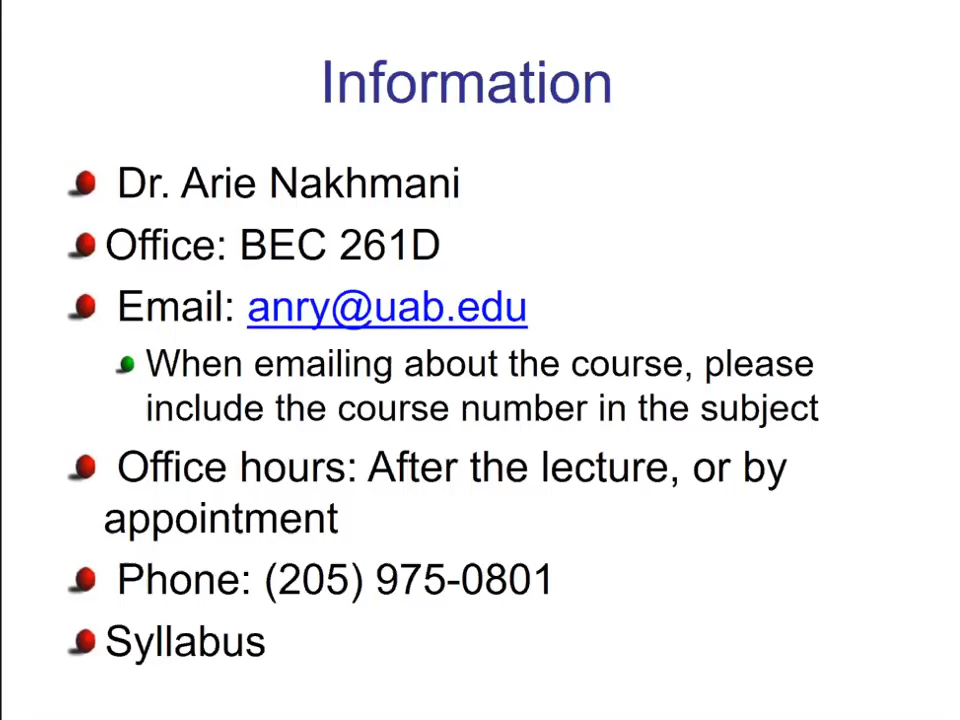 Information
Dr. Arie Nakhmani
Office: BEC 261D
Email: anry@uab.edu
When emailing about the course, please
include the course number in the subject
Office hours: After the lecture, or by
appointment
Phone: (205) 975-0801
Syllabus